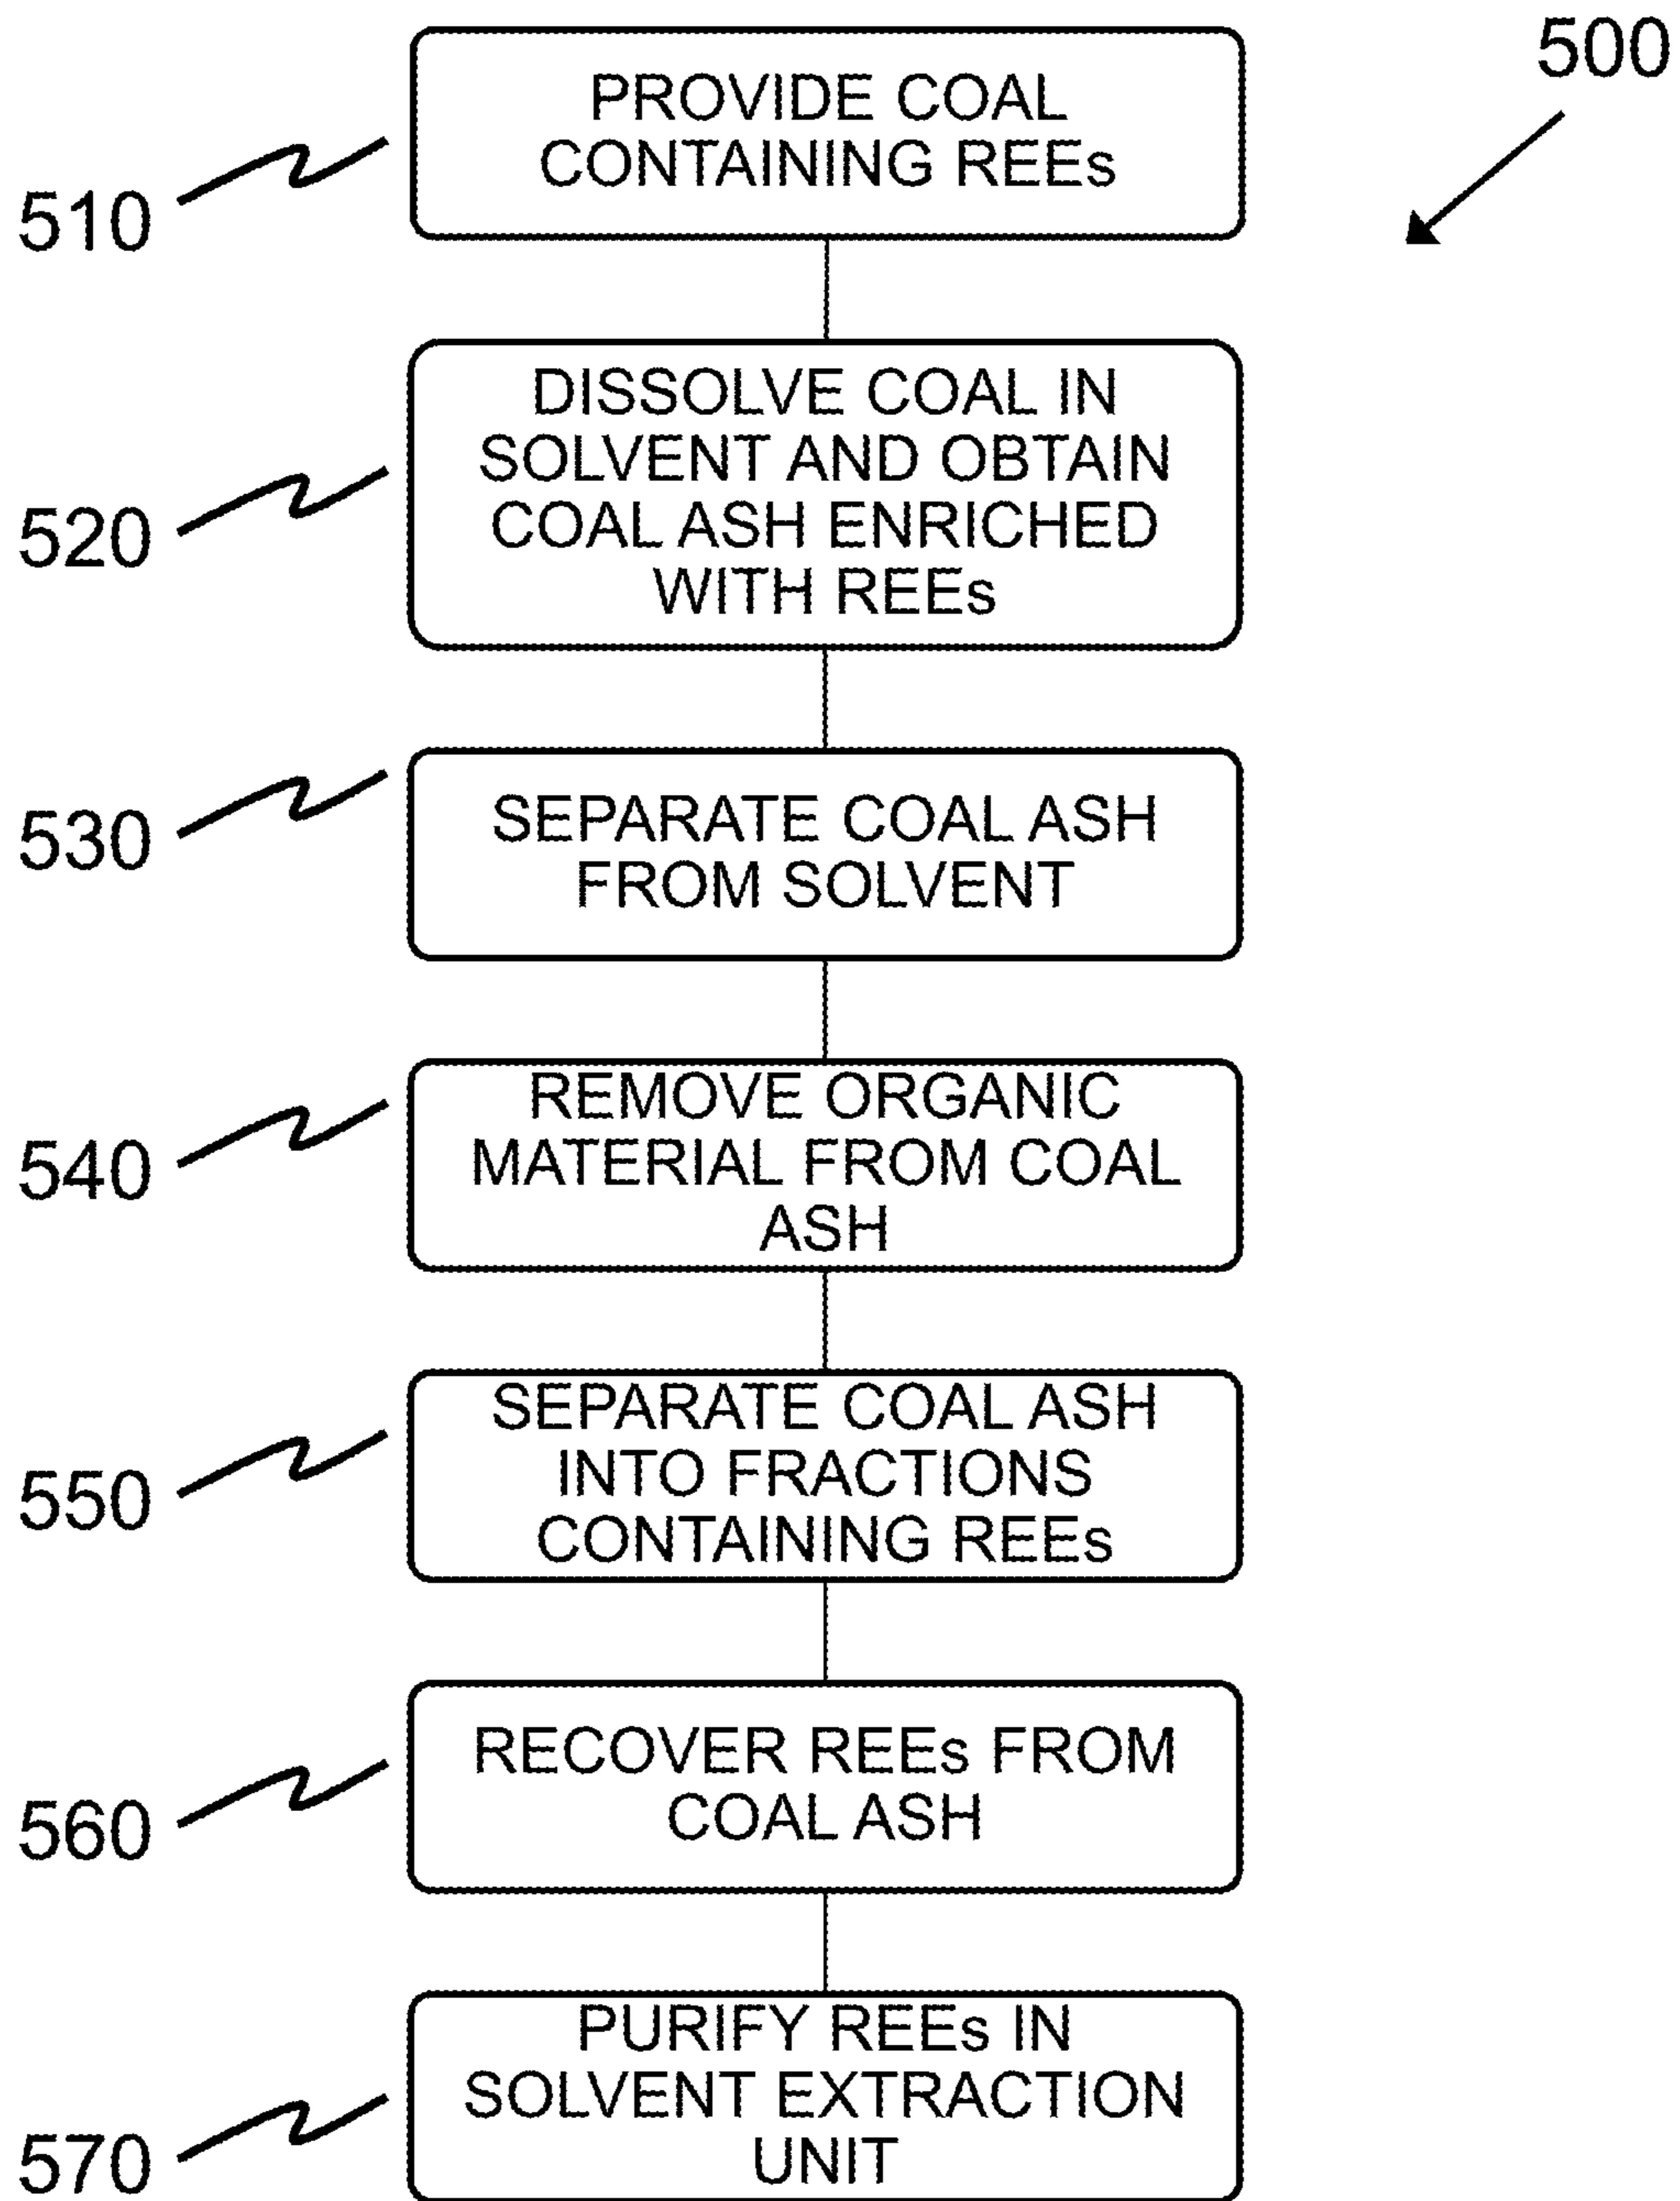 500
PROVIDE COAL
CONTAINING REEs
510
DISSOLVE COAL IN
SOLVENT AND OBTAIN
COAL ASH ENRICHED
WITH REEs
520
SEPARATE COAL ASH
FROM SOLVENT
530
REMOVE ORGANIC
MATERIAL FROM COAL
ASH
540
SEPARATE COAL ASH
INTO FRACTIONS
CONTAINING REEs
550
RECOVER REEs FROM
COAL ASH
560
PURIFY REEs IN
SOLVENT EXTRACTION
UNIT
570